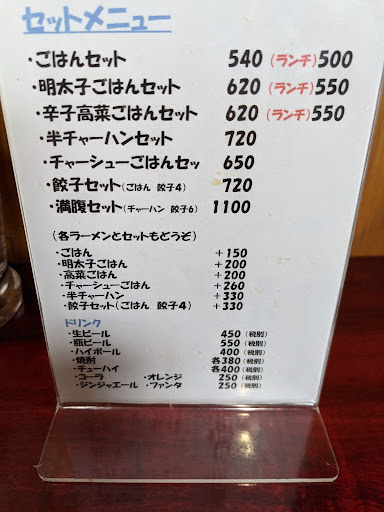 セットメニュー
・ごはんセット 540 (ランチ)500
・明太子ごはんセット 620 (ランチ)550
・辛子高菜ごはんセット 620 (ランチ)550
・半チャーハンセット 720
・チャーシューごはんセッ 650
・餃子セット(ごはん 餃子4) 720
・満腹セット(チャーハン 餃子6) 1100
(各ラーメンとセットもどうぞ)
・ごはん +150
・明太子ごはん +200
・高菜ごはん +200
・チャーシューごはん +260
・半チャーハン +330
・餃子セット(ごはん 餃子4) +330
ドリンク
・生ビール 450 (税別)
・瓶ビール 550 (税別)
・ハイボール 400 (税別)
・焼酎 各380 (税別)
・チューハイ 各400 (税別)
・コーラ ・オレンジ 250 (税別)
・ジンジャエール ・ファンタ 250 (税別)